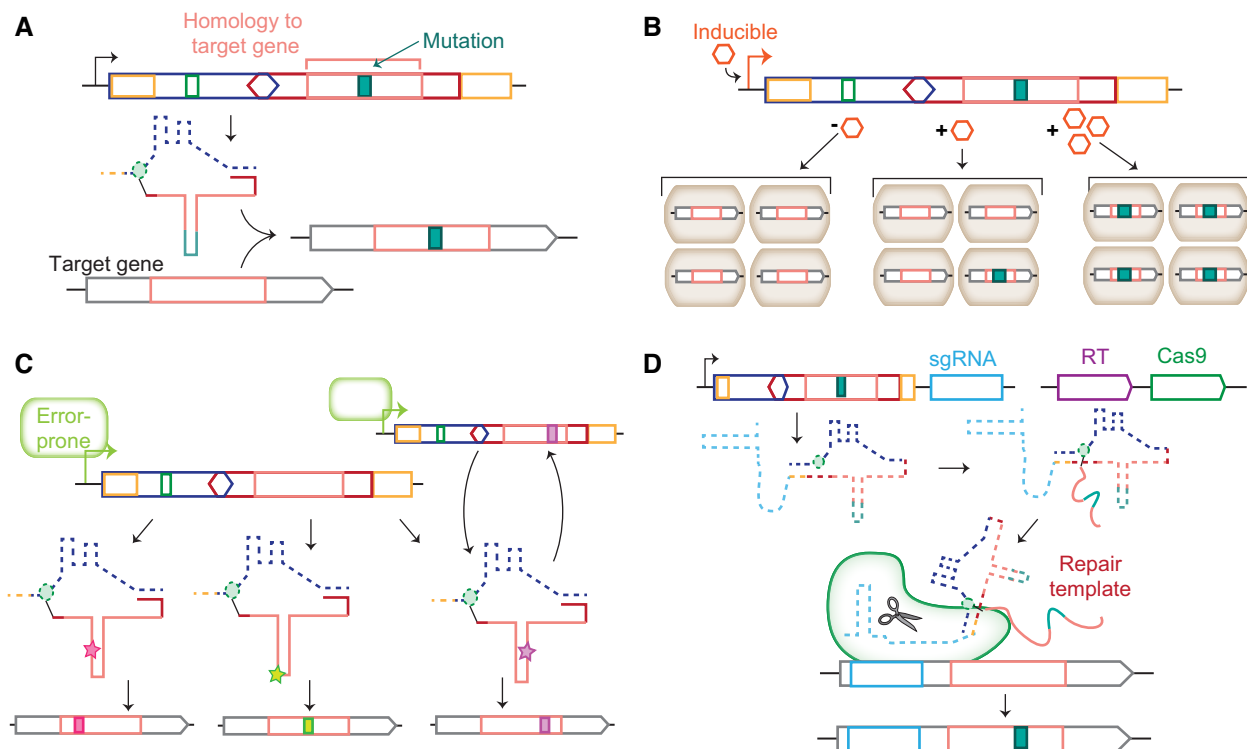 A
Homology to
target gene
Mutation
Target gene
B
Inducible
-
+
+
C
Error-
prone
D
sgRNA
RT
Cas9
Repair
template